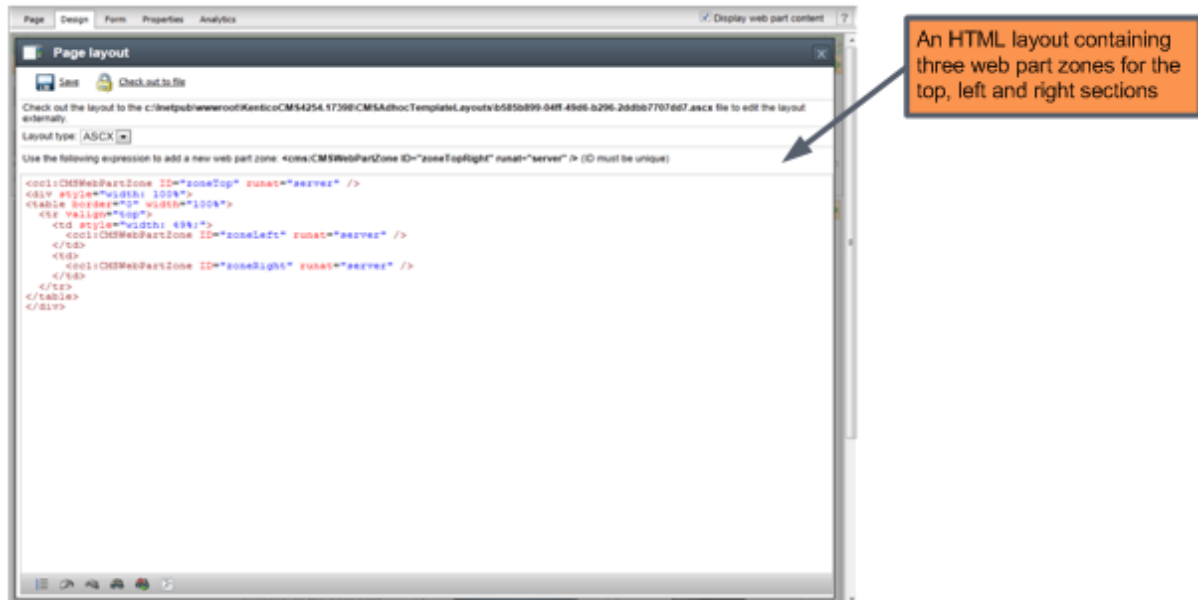 Page Design Form Properties Analytics Display web part content ?
Page layout
Save Check out to file
Check out the layout to the c:\inetpub\wwwroot\KenticoCMS4254.17398\CMSAdhocTemplateLayouts\b585b899-04ff-49d6-b296-2ddbb7707dd7.ascx file to edit the layout
externally.
Layout type: ASCX
Use the following expression to add a new web part zone: <cms:CMSWebPartZone ID="zoneTopRight" runat="server" /> (ID must be unique)
<cc1:CMSWebPartZone ID="zoneTop" runat="server" />
<div style="width: 100%">
<table border="0" width="100%">
<tr valign="top">
<td style="width: 49%;">
<cc1:CMSWebPartZone ID="zoneLeft" runat="server" />
</td>
<td>
<cc1:CMSWebPartZone ID="zoneRight" runat="server" />
</td>
</tr>
</table>
</div>
An HTML layout containing
three web part zones for the
top, left and right sections